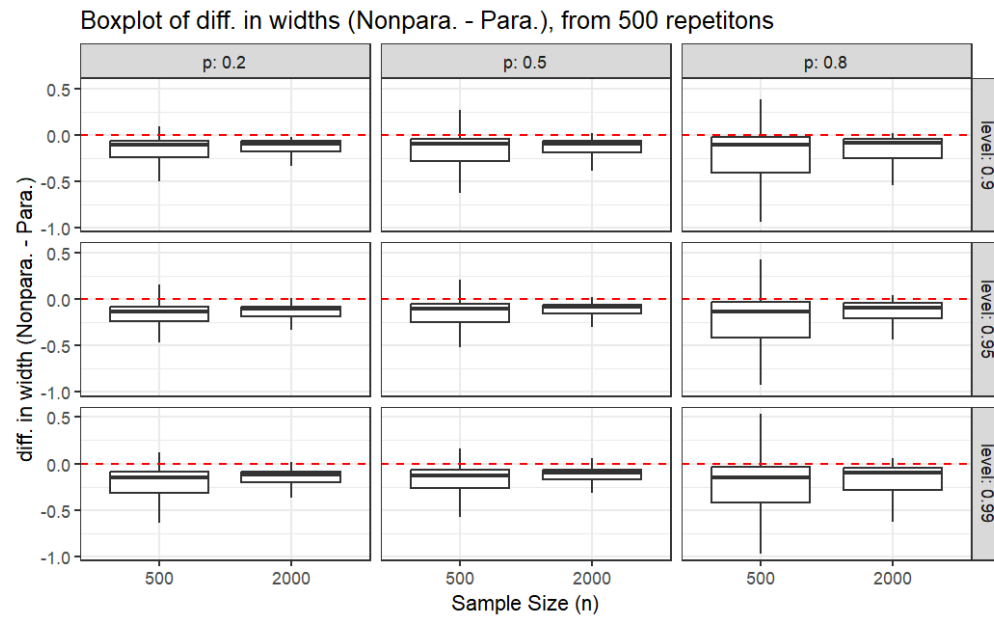 Boxplot of diff. in widths (Nonpara. - Para.), from 500 repetitons
p: 0.2 p: 0.5 p: 0.8
diff. in width (Nonpara. - Para.)
0.5
0.0
-0.5
-1.0
level: 0.9
0.5
0.0
-0.5
-1.0
level: 0.95
0.5
0.0
-0.5
-1.0
level: 0.99
500 2000 500 2000 500 2000
Sample Size (n)